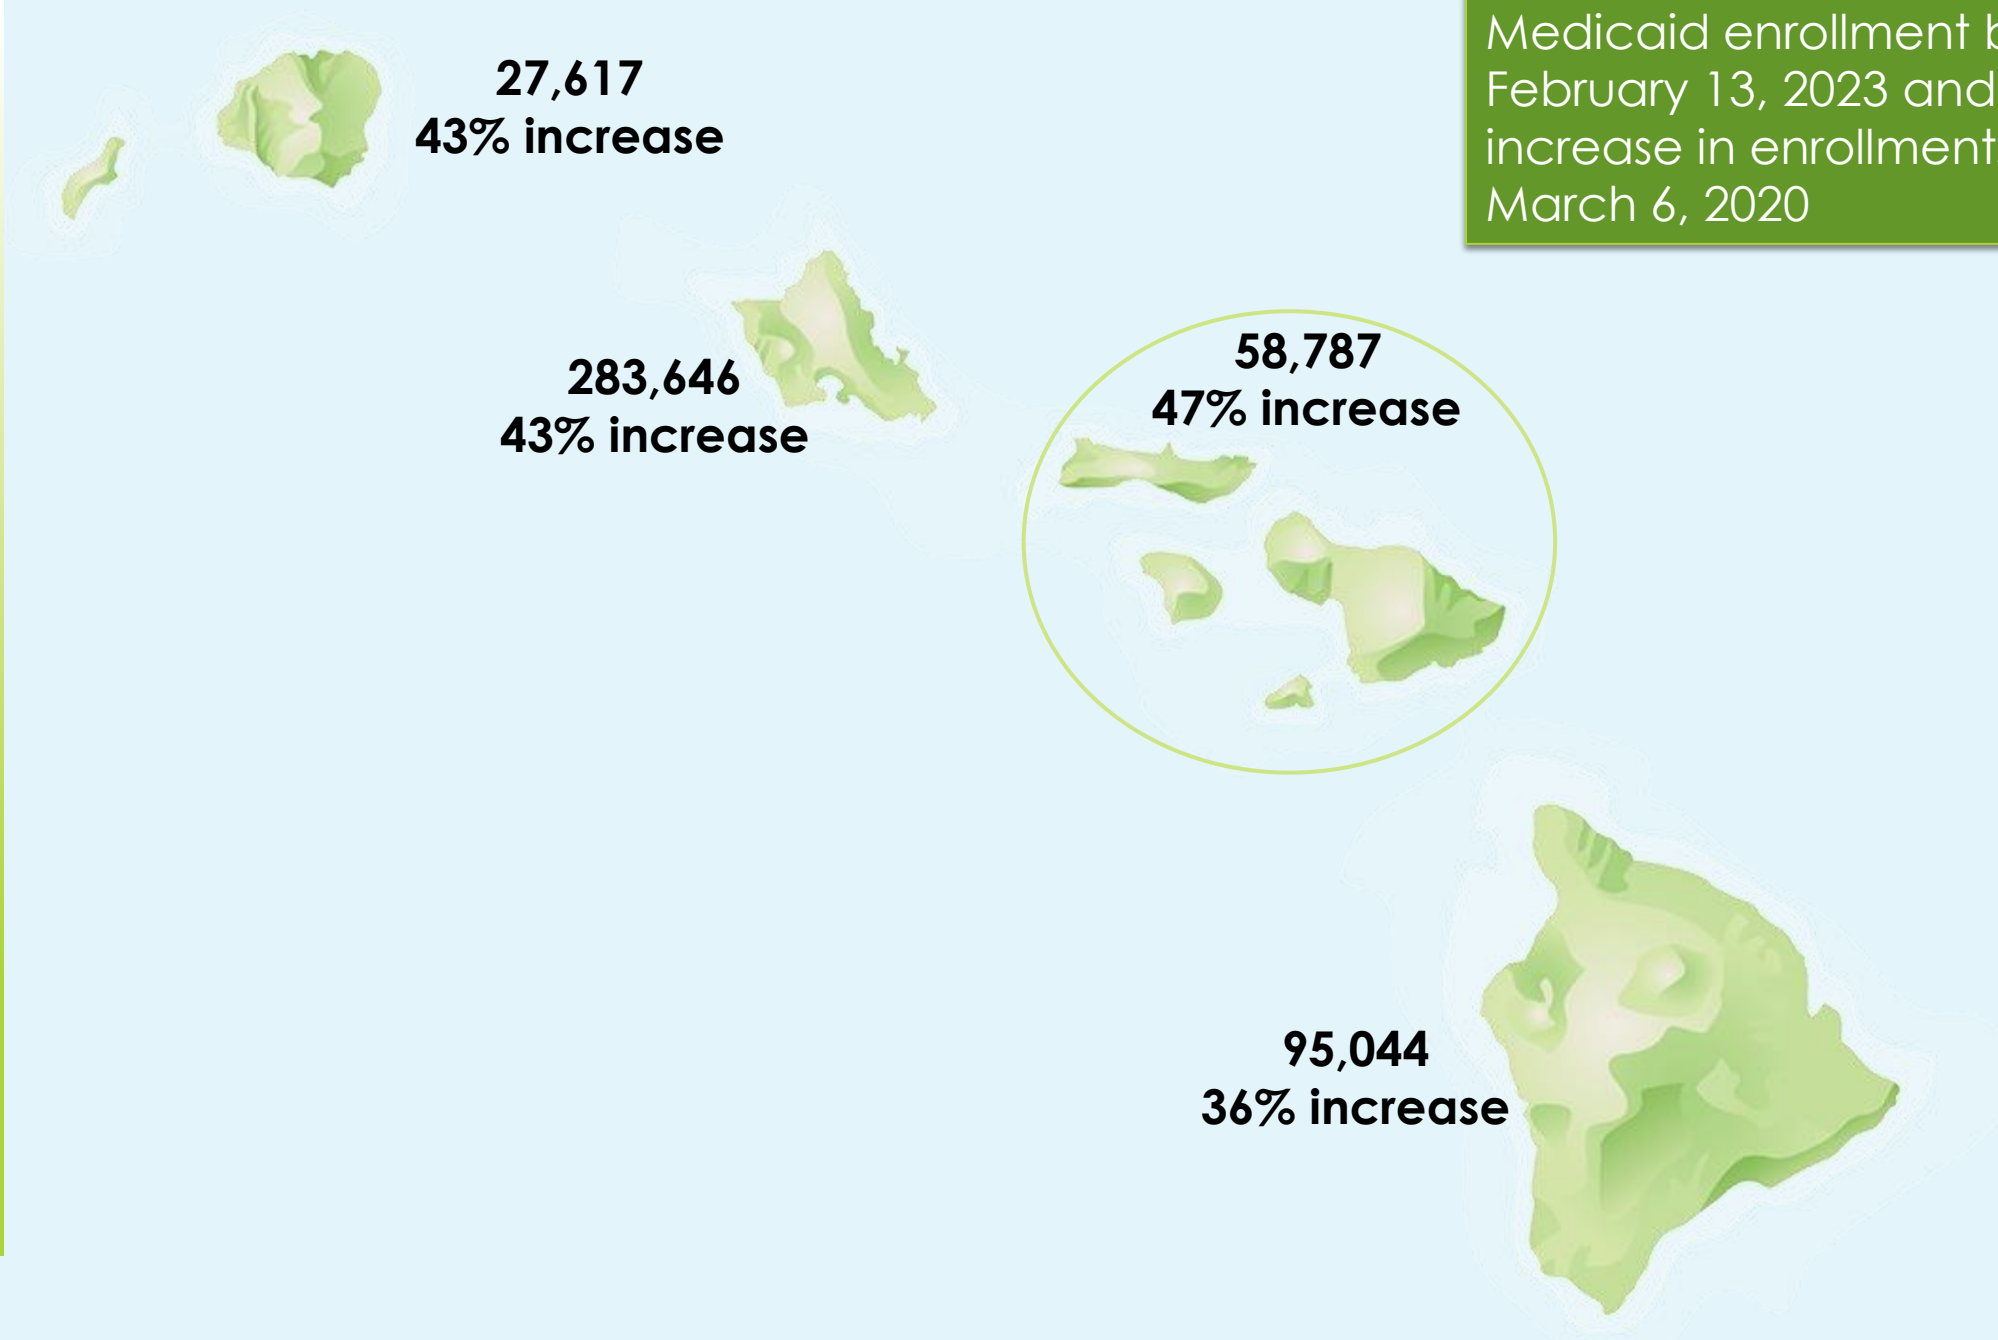 Medicaid enrollment
February 13, 2023 and
increase in enrollment
March 6, 2020
27,617
43% increase
283,646
43% increase
58,787
47% increase
95,044
36% increase